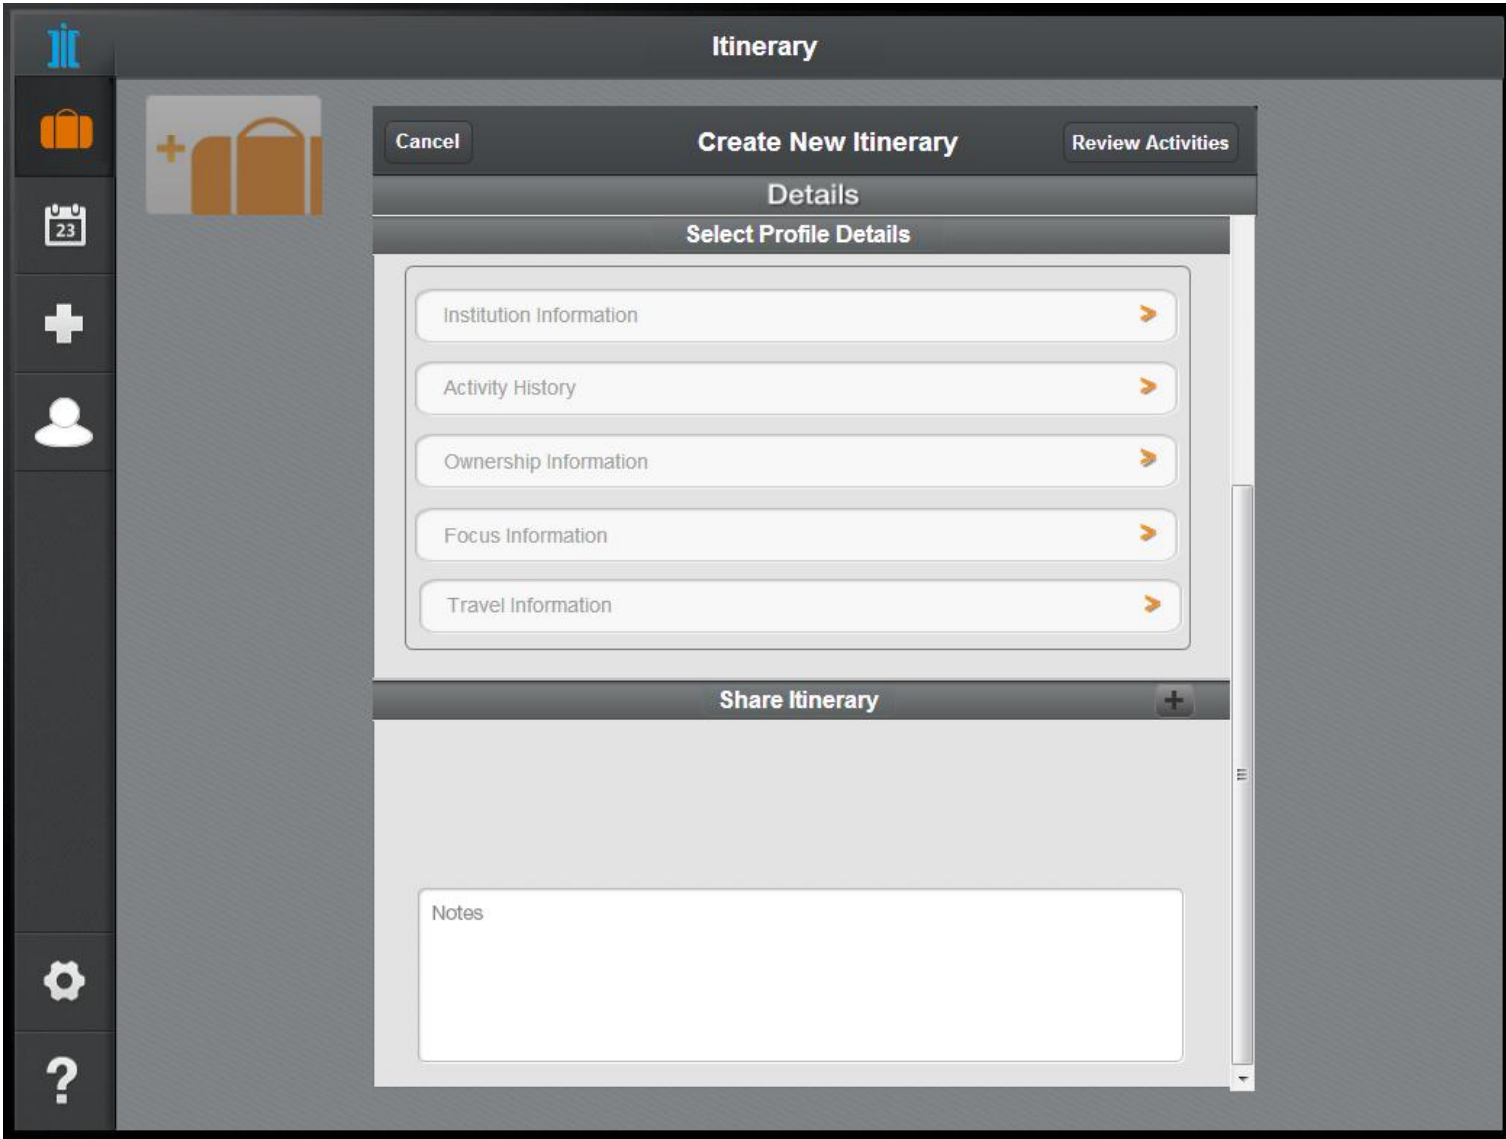 Itinerary
Cancel
Create New Itinerary
Review Activities
Details
23
Select Profile Details
Institution Information
Activity History
Ownership Information
Focus Information
Travel Information
Share Itinerary
Notes
?